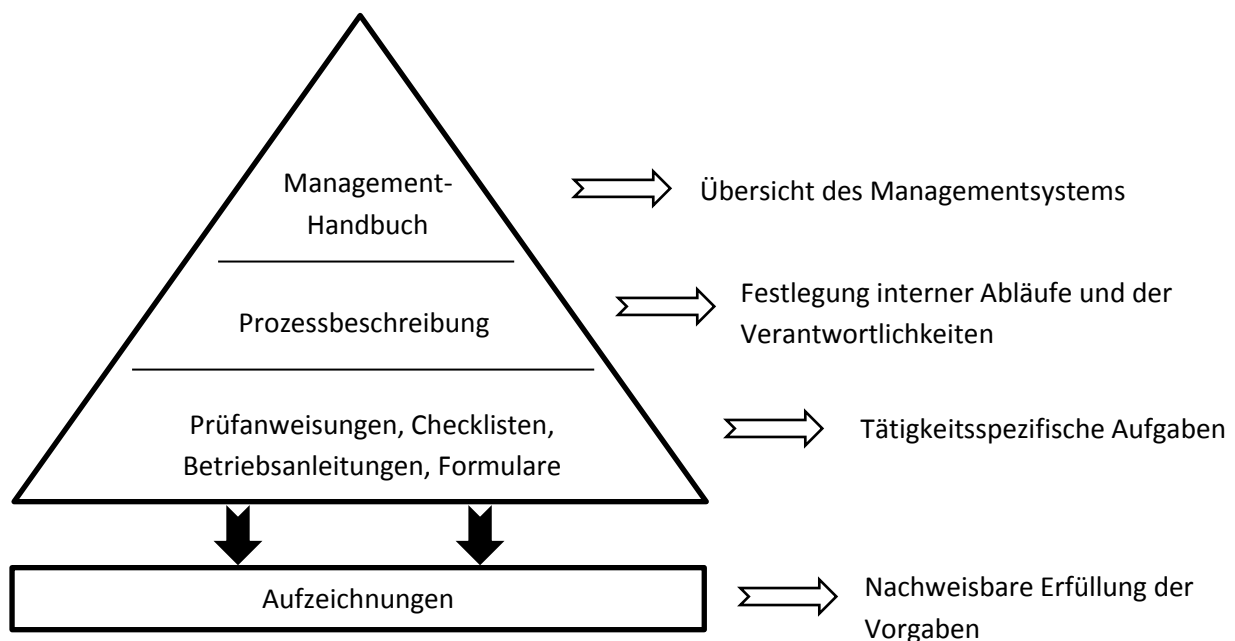 Management-
Handbuch
Übersicht des Managementsystems
Prozessbeschreibung
Festlegung interner Abläufe und der
Verantwortlichkeiten
Prüfanweisungen, Checklisten,
Betriebsanleitungen, Formulare
Tätigkeitsspezifische Aufgaben
Aufzeichnungen
Nachweisbare Erfüllung der
Vorgaben